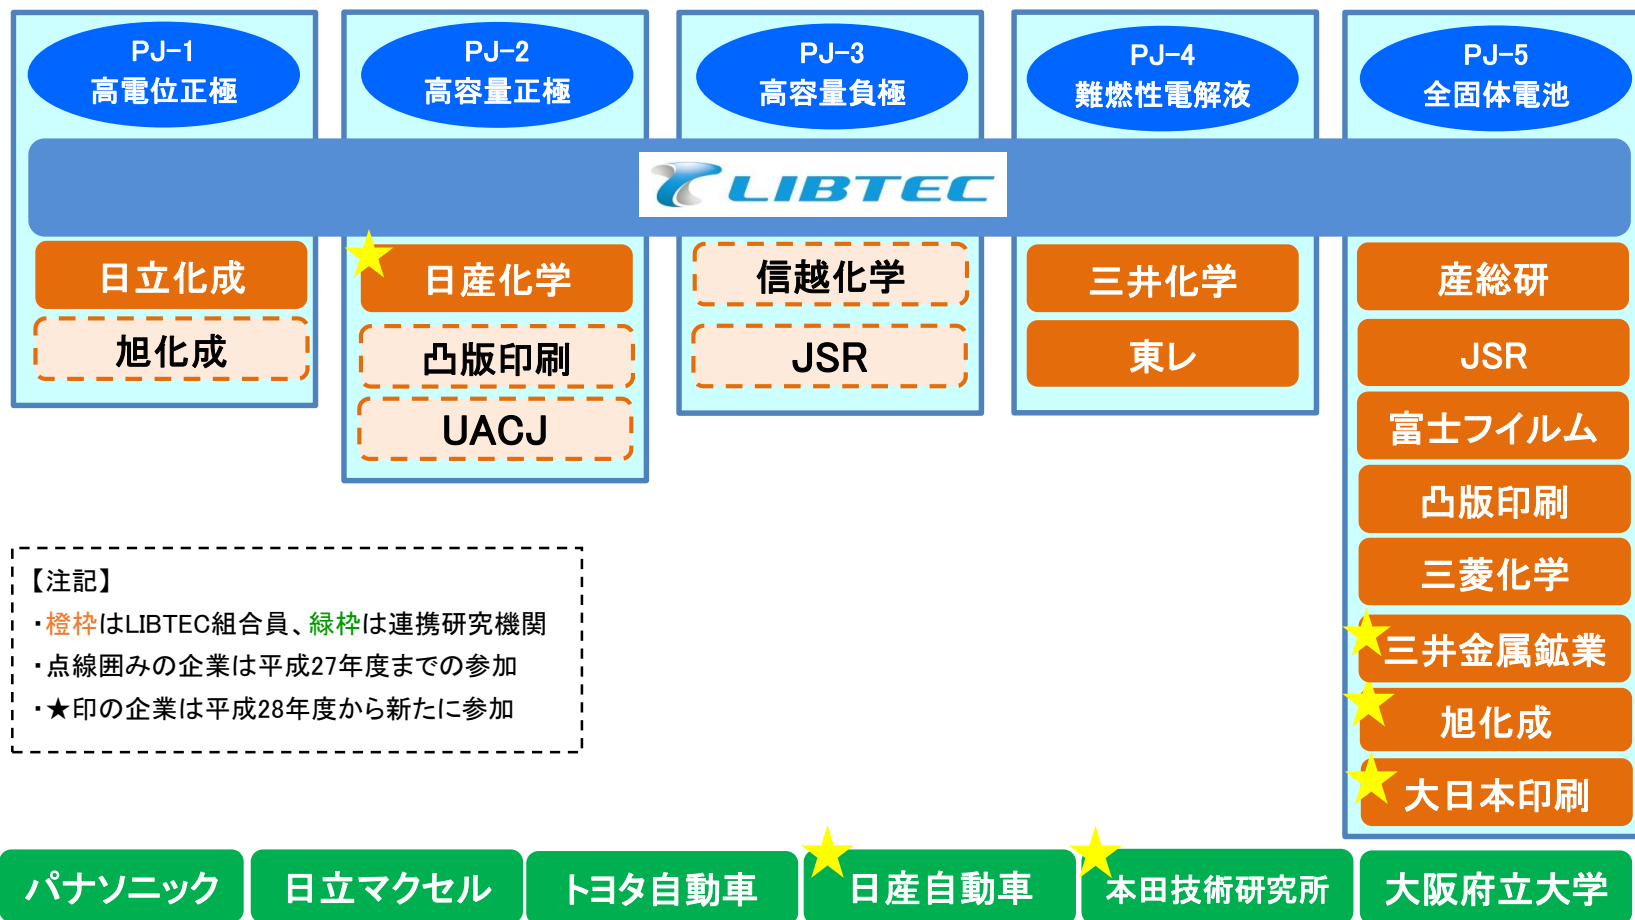 PJ-1
高電位正極
PJ-2
高容量正極
PJ-3
高容量負極
PJ-4
難燃性電解液
PJ-5
全固体電池
LIBTEC
日立化成
旭化成
日産化学
凸版印刷
UACJ
信越化学
JSR
三井化学
東レ
産総研
JSR
富士フイルム
凸版印刷
三菱化学
三井金属鉱業
旭化成
大日本印刷
【注記】
・橙枠はLIBTEC組合員、緑枠は連携研究機関
・点線囲みの企業は平成27年度までの参加
・★印の企業は平成28年度から新たに参加
パナソニック
日立マクセル
トヨタ自動車
日産自動車
本田技術研究所
大阪府立大学